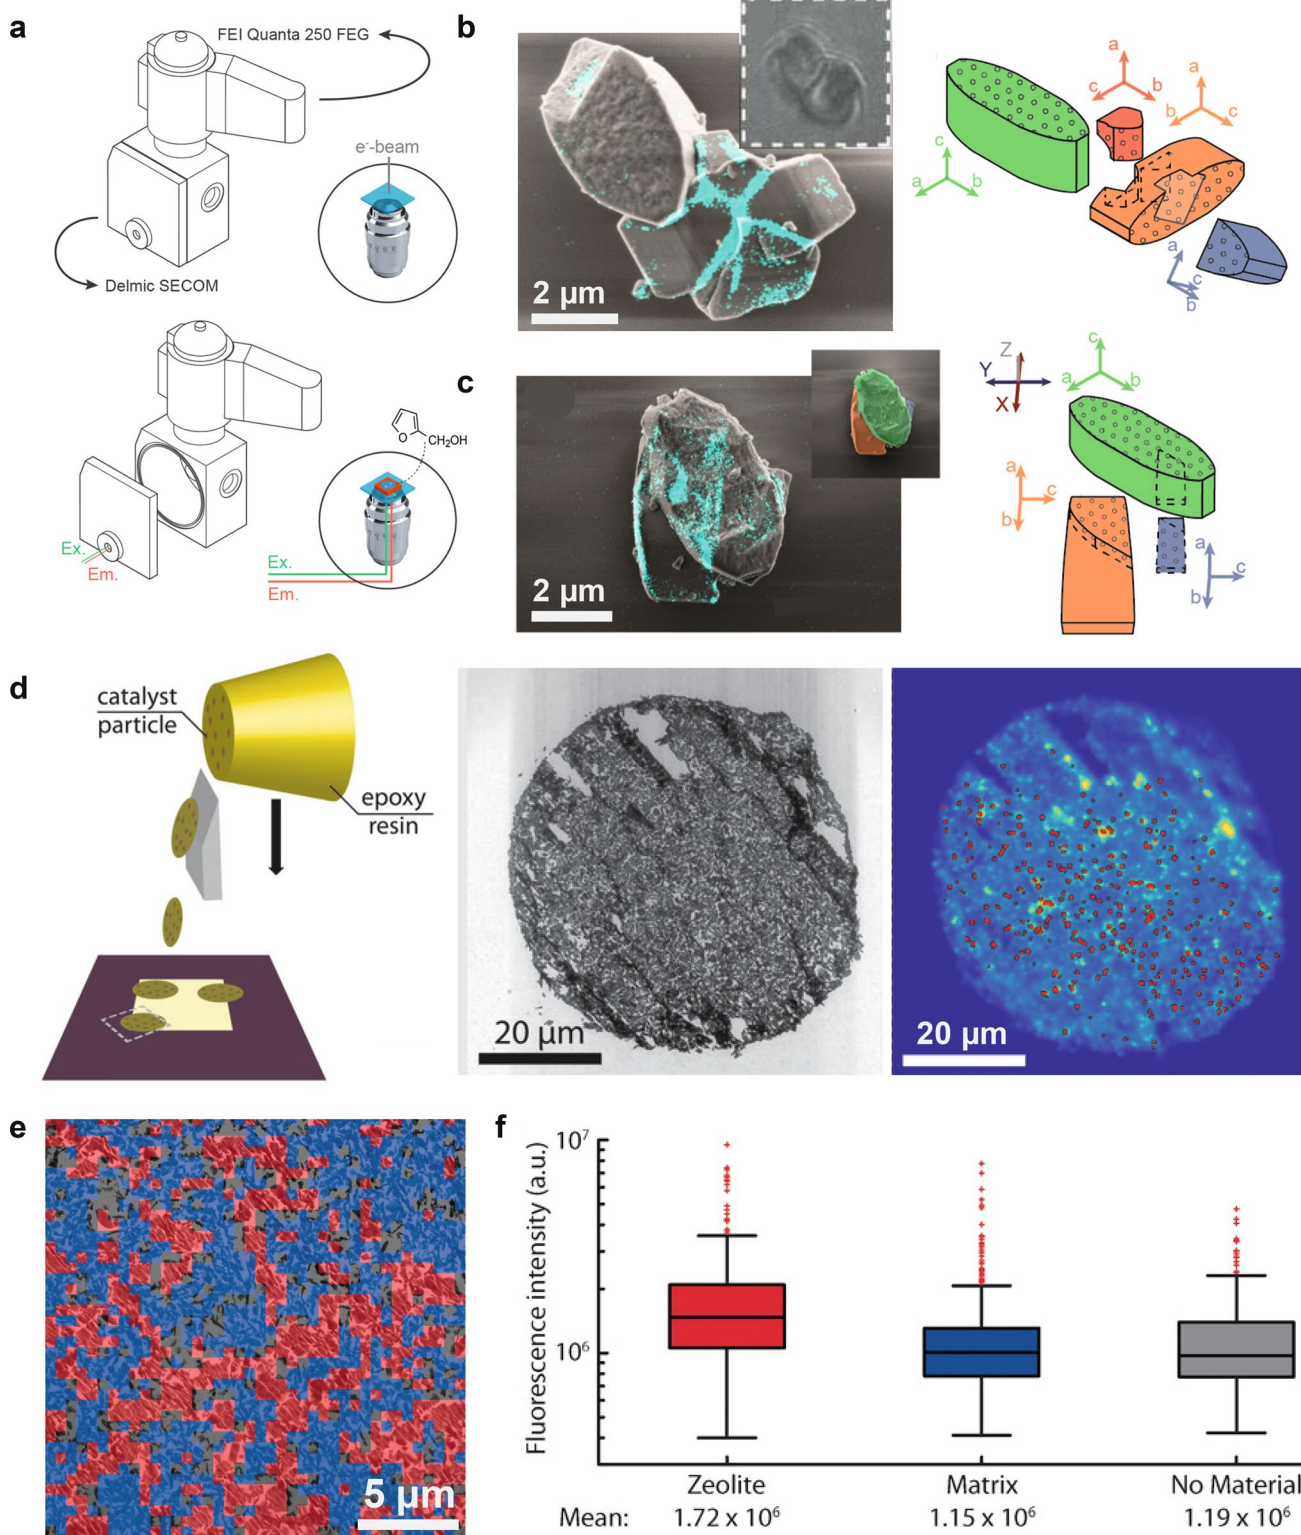 a
FEI Quanta 250 FEG
e⁻-beam
Delmic SECOM
O
CH₂OH
Ex.
Em.
Ex.
Em.
b
2 µm
c
a
b
a
c
b
a
b
c
a
c
b
c
2 µm
Z
Y
X
c
a
b
a
c
b
a
c
b
d
catalyst
particle
epoxy
resin
20 µm
20 µm
e
5 µm
f
Fluorescence intensity (a.u.)
10⁷
10⁶
Zeolite
Matrix
No Material
Mean:
1.72 x 10⁶
1.15 x 10⁶
1.19 x 10⁶